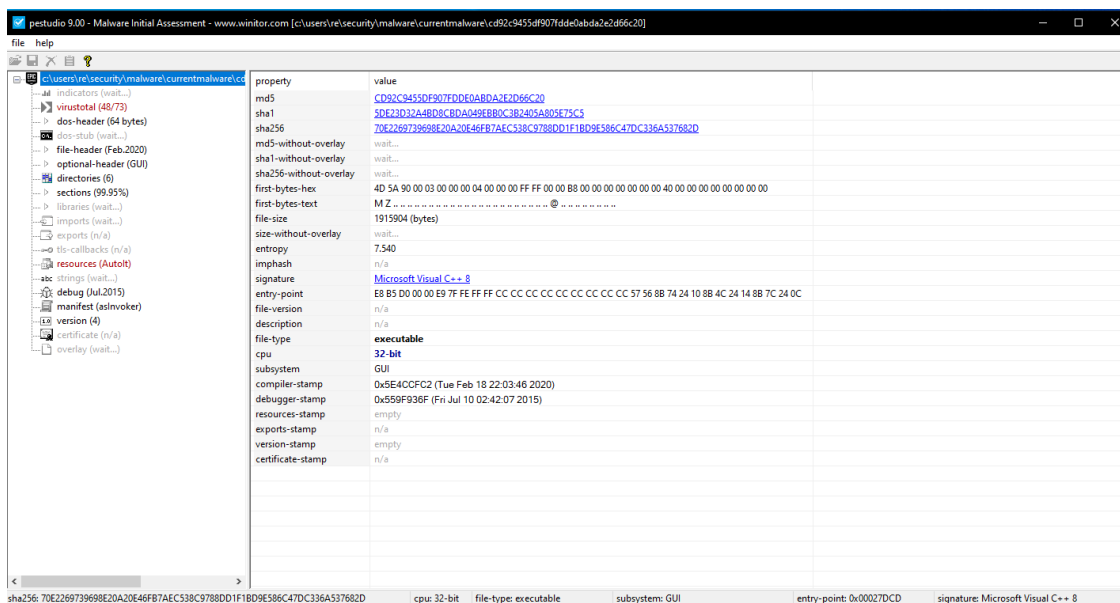 pestudio 9.00 - Malware Initial Assessment - www.winitor.com [c:\users\re\security\malware\currentmalware\cd92c9455df907fdde0abda2e2d66c20]
file help
c:\users\re\security\malware\currentmalware\cd
indicators (wait...)
virustotal (48/73)
dos-header (64 bytes)
dos-stub (wait...)
file-header (Feb.2020)
optional-header (GUI)
directories (6)
sections (99.95%)
libraries (wait...)
imports (wait...)
exports (n/a)
tls-callbacks (n/a)
resources (AutoIt)
abc strings (wait...)
debug (Jul.2015)
manifest (asInvoker)
1.0 version (4)
certificate (n/a)
overlay (wait...)
property value
md5 CD92C9455DF907FDDE0ABDA2E2D66C20
sha1 5DE23D32A4BD8CBDA049EBB0C3B2405A805E75C5
sha256 70E2269739698E20A20E46FB7AEC538C9788DD1F1BD9E586C47DC336A537682D
md5-without-overlay wait...
sha1-without-overlay wait...
sha256-without-overlay wait...
first-bytes-hex 4D 5A 90 00 03 00 00 00 04 00 00 00 FF FF 00 00 B8 00 00 00 00 00 00 00 40 00 00 00 00 00 00 00
first-bytes-text M Z .. .. .. .. .. .. .. .. .. .. .. .. .. .. .. .. .. .. .. .. @ .. .. .. .. .. .. ..
file-size 1915904 (bytes)
size-without-overlay wait...
entropy 7.540
imphash n/a
signature Microsoft Visual C++ 8
entry-point E8 B5 D0 00 00 E9 7F FE FF FF CC CC CC CC CC CC CC CC CC CC CC 57 56 8B 74 24 10 8B 4C 24 14 8B 7C 24 0C
file-version n/a
description n/a
file-type executable
cpu 32-bit
subsystem GUI
compiler-stamp 0x5E4CCFC2 (Tue Feb 18 22:03:46 2020)
debugger-stamp 0x559F936F (Fri Jul 10 02:42:07 2015)
resources-stamp empty
exports-stamp n/a
version-stamp empty
certificate-stamp n/a
sha256: 70E2269739698E20A20E46FB7AEC538C9788DD1F1BD9E586C47DC336A537682D cpu: 32-bit file-type: executable subsystem: GUI entry-point: 0x00027DCD signature: Microsoft Visual C++ 8